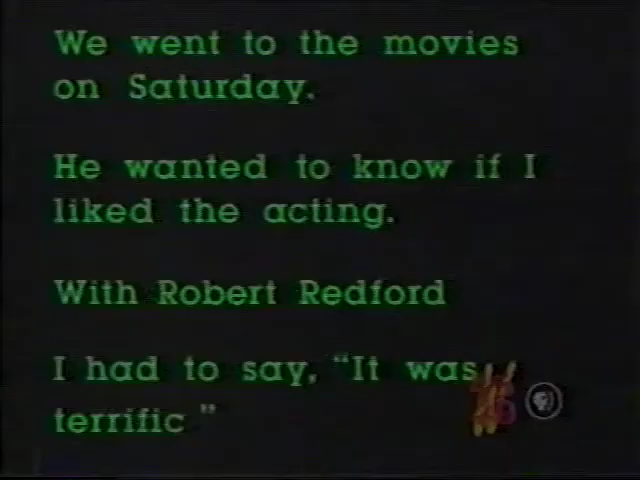 We went to the movies
on Saturday.
He wanted to know if I
liked the acting.
With Robert Redford
I had to say, "It was
terrific"